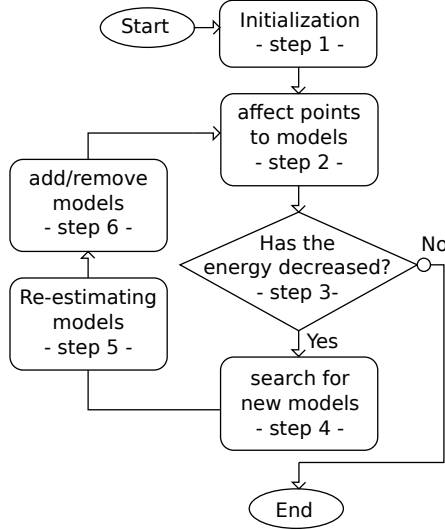 Start
Initialization
- step 1 -
affect points
to models
- step 2 -
add/remove
models
- step 6 -
Has the
energy decreased?
- step 3-
No
Re-estimating
models
- step 5 -
Yes
search for
new models
- step 4 -
End